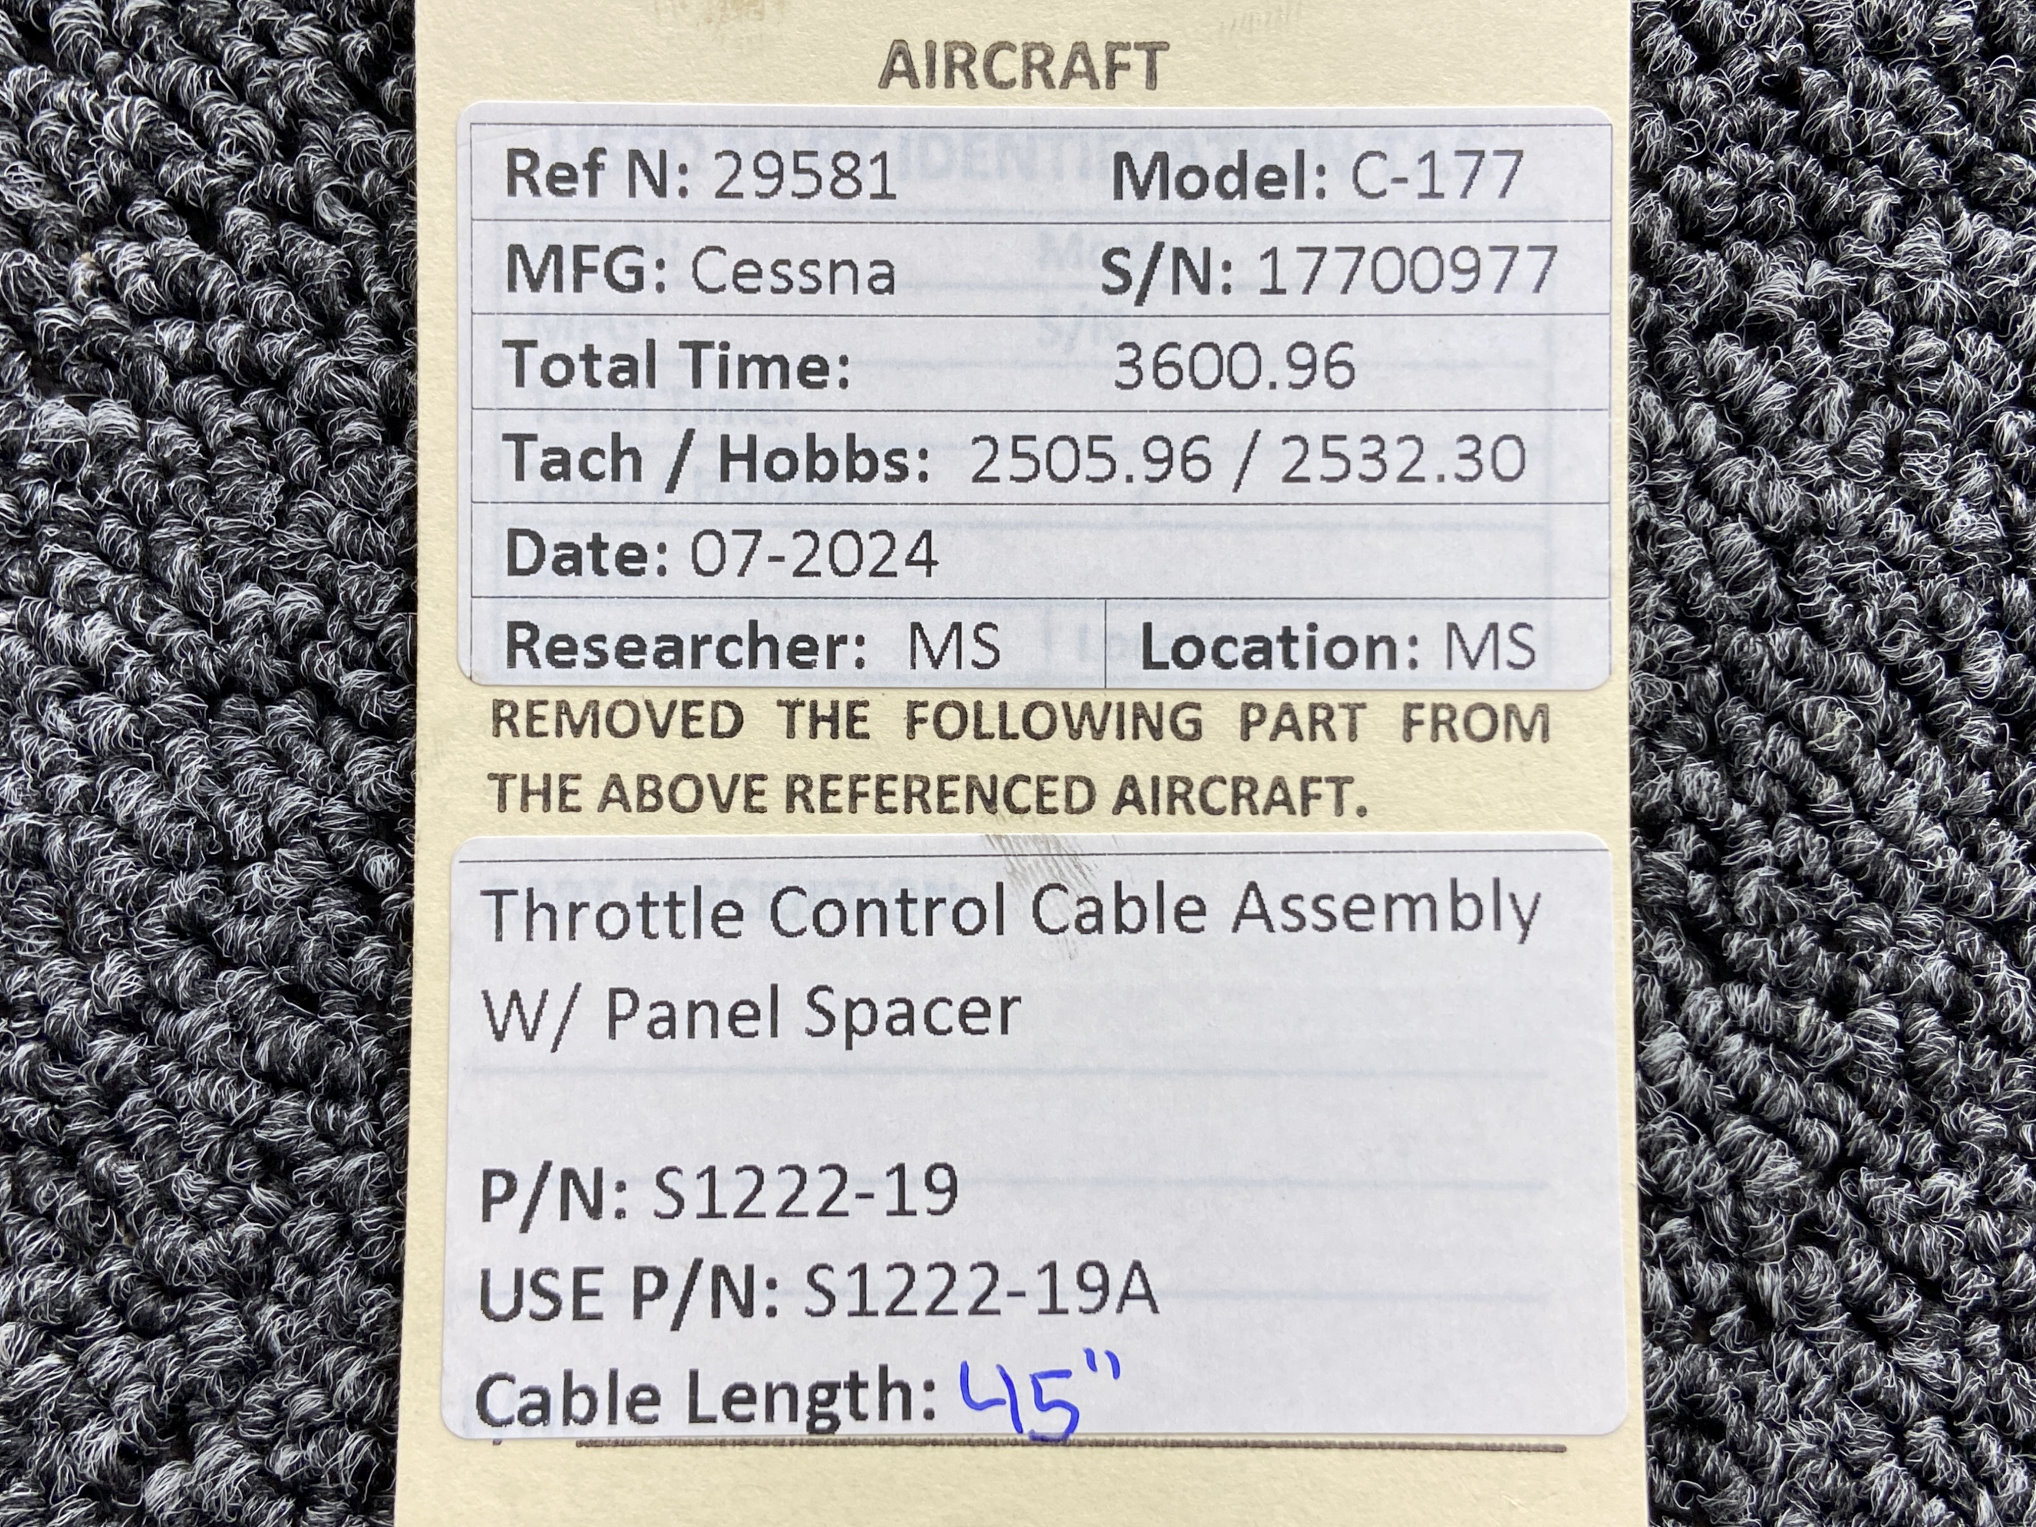 AIRCRAFT
Ref N: 29581 Model: C-177
MFG: Cessna S/N: 17700977
Total Time: 3600.96
Tach / Hobbs: 2505.96 / 2532.30
Date: 07-2024
Researcher: MS Location: MS
REMOVED THE FOLLOWING PART FROM
THE ABOVE REFERENCED AIRCRAFT.
Throttle Control Cable Assembly
W/ Panel Spacer
P/N: S1222-19
USE P/N: S1222-19A
Cable Length: 45"